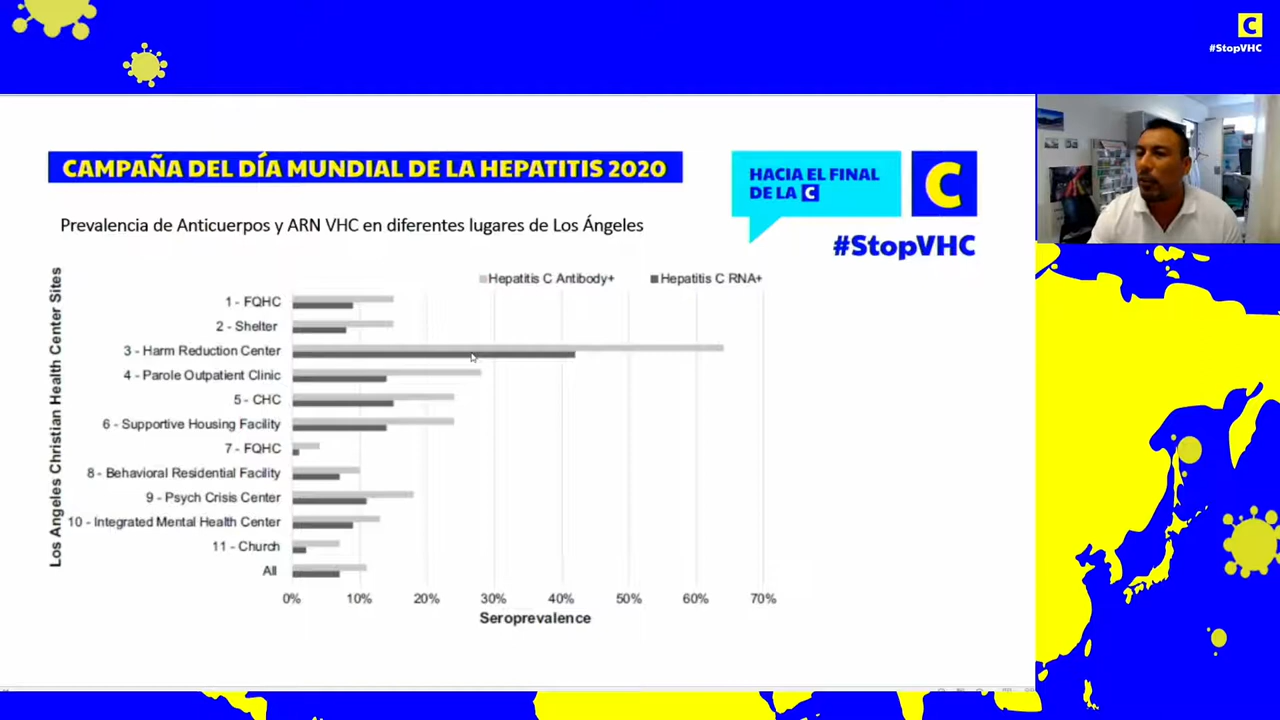 C
#StopVHC
CAMPAÑA DEL DÍA MUNDIAL DE LA HEPATITIS 2020
HACIA EL FINAL
DE LA C
C
#StopVHC
Prevalencia de Anticuerpos y ARN VHC en diferentes lugares de Los Ángeles
Hepatitis C Antibody+ Hepatitis C RNA+
Los Angeles Christian Health Center Sites
1 - FQHC
2 - Shelter
3 - Harm Reduction Center
4 - Parole Outpatient Clinic
5 - CHC
6 - Supportive Housing Facility
7 - FQHC
8 - Behavioral Residential Facility
9 - Psych Crisis Center
10 - Integrated Mental Health Center
11 - Church
All
0% 10% 20% 30% 40% 50% 60% 70%
Seroprevalence